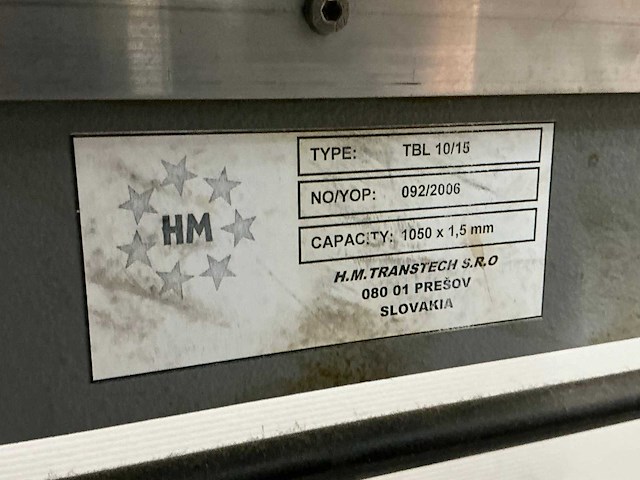 HM
TYPE: TBL 10/15
NO/YOP: 092/2006
CAPACITY: 1050 x 1,5 mm
H.M.TRANSTECH S.R.O
080 01 PREŠOV
SLOVAKIA